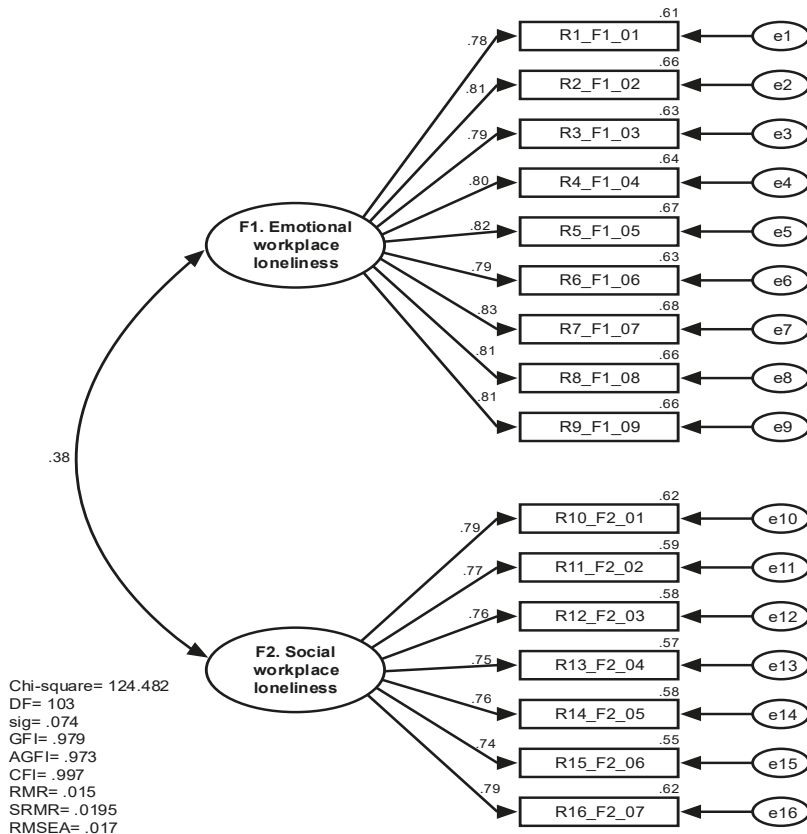 .61
.78
R1_F1_01
e1
.66
.81
R2_F1_02
e2
.63
.79
R3_F1_03
e3
.64
.80
R4_F1_04
e4
.67
.82
R5_F1_05
e5
.63
.79
R6_F1_06
e6
.68
.83
R7_F1_07
e7
.66
.81
R8_F1_08
e8
.66
.81
R9_F1_09
e9
F1. Emotional
workplace
loneliness
.38
.62
.79
R10_F2_01
e10
.59
.77
R11_F2_02
e11
.58
.76
R12_F2_03
e12
.57
.75
R13_F2_04
e13
.58
.76
R14_F2_05
e14
.55
.74
R15_F2_06
e15
.62
.79
R16_F2_07
e16
F2. Social
workplace
loneliness
Chi-square= 124.482
DF= 103
sig= .074
GFI= .979
AGFI= .973
CFI= .997
RMR= .015
SRMR= .0195
RMSEA= .017